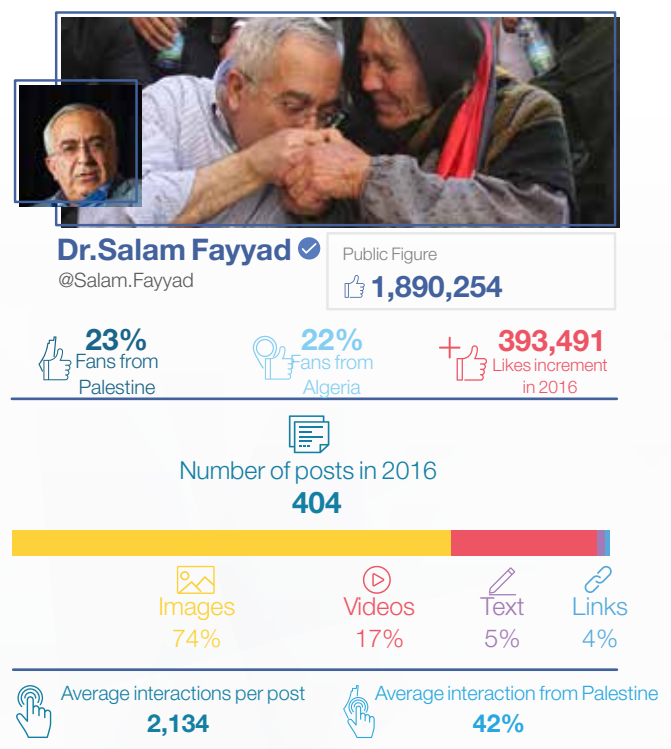 Dr.Salam Fayyad
@Salam.Fayyad
Public Figure
1,890,254
23%
Fans from
Palestine
22%
Fans from
Algeria
393,491
Likes increment
in 2016
Number of posts in 2016
404
Images
74%
Videos
17%
Text
5%
Links
4%
Average interactions per post
2,134
Average interaction from Palestine
42%